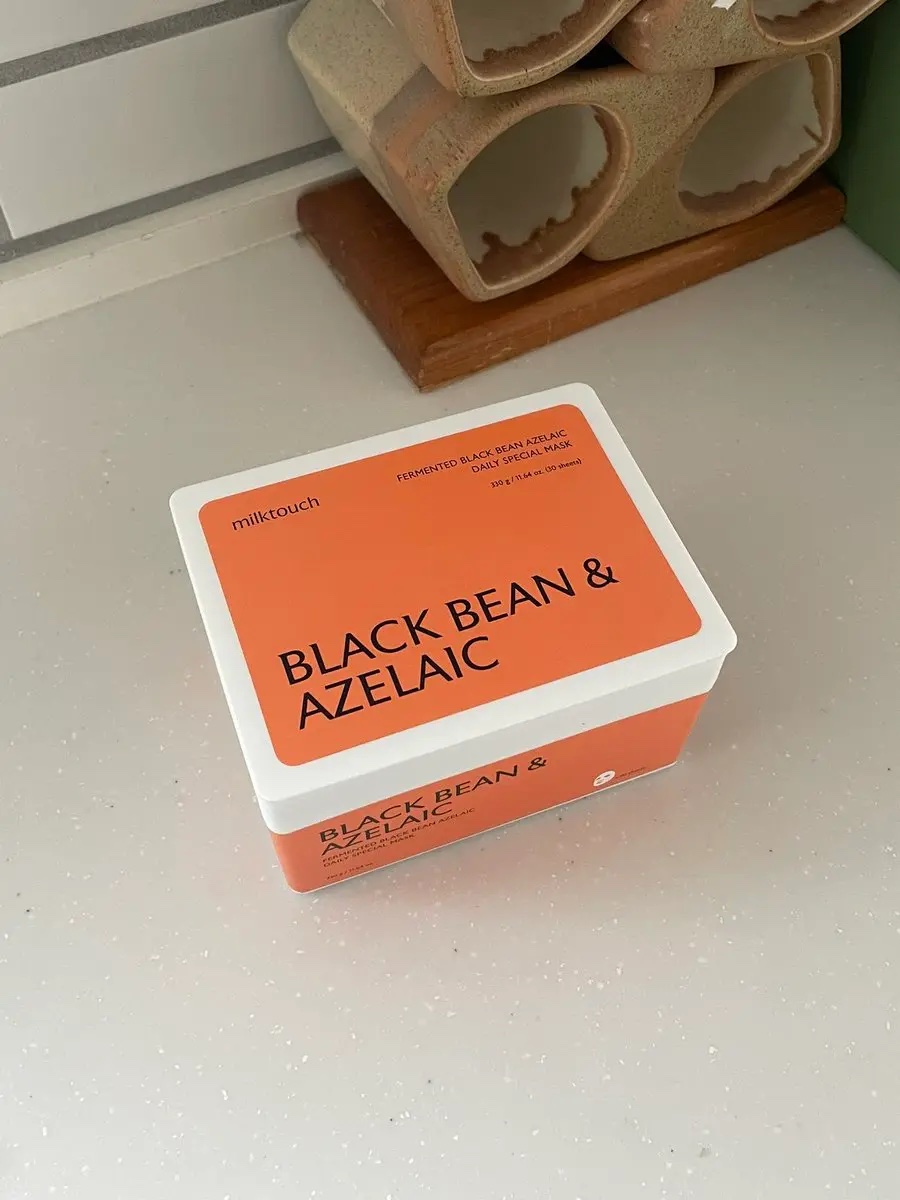 milktouch
FERMENTED BLACK BEAN AZELAIC
DAILY SPECIAL MASK
330 g / 11.64 oz. (30 sheets)
BLACK BEAN &
AZELAIC
BLACK BEAN &
AZELAIC
FERMENTED BLACK BEAN AZELAIC
DAILY SPECIAL MASK